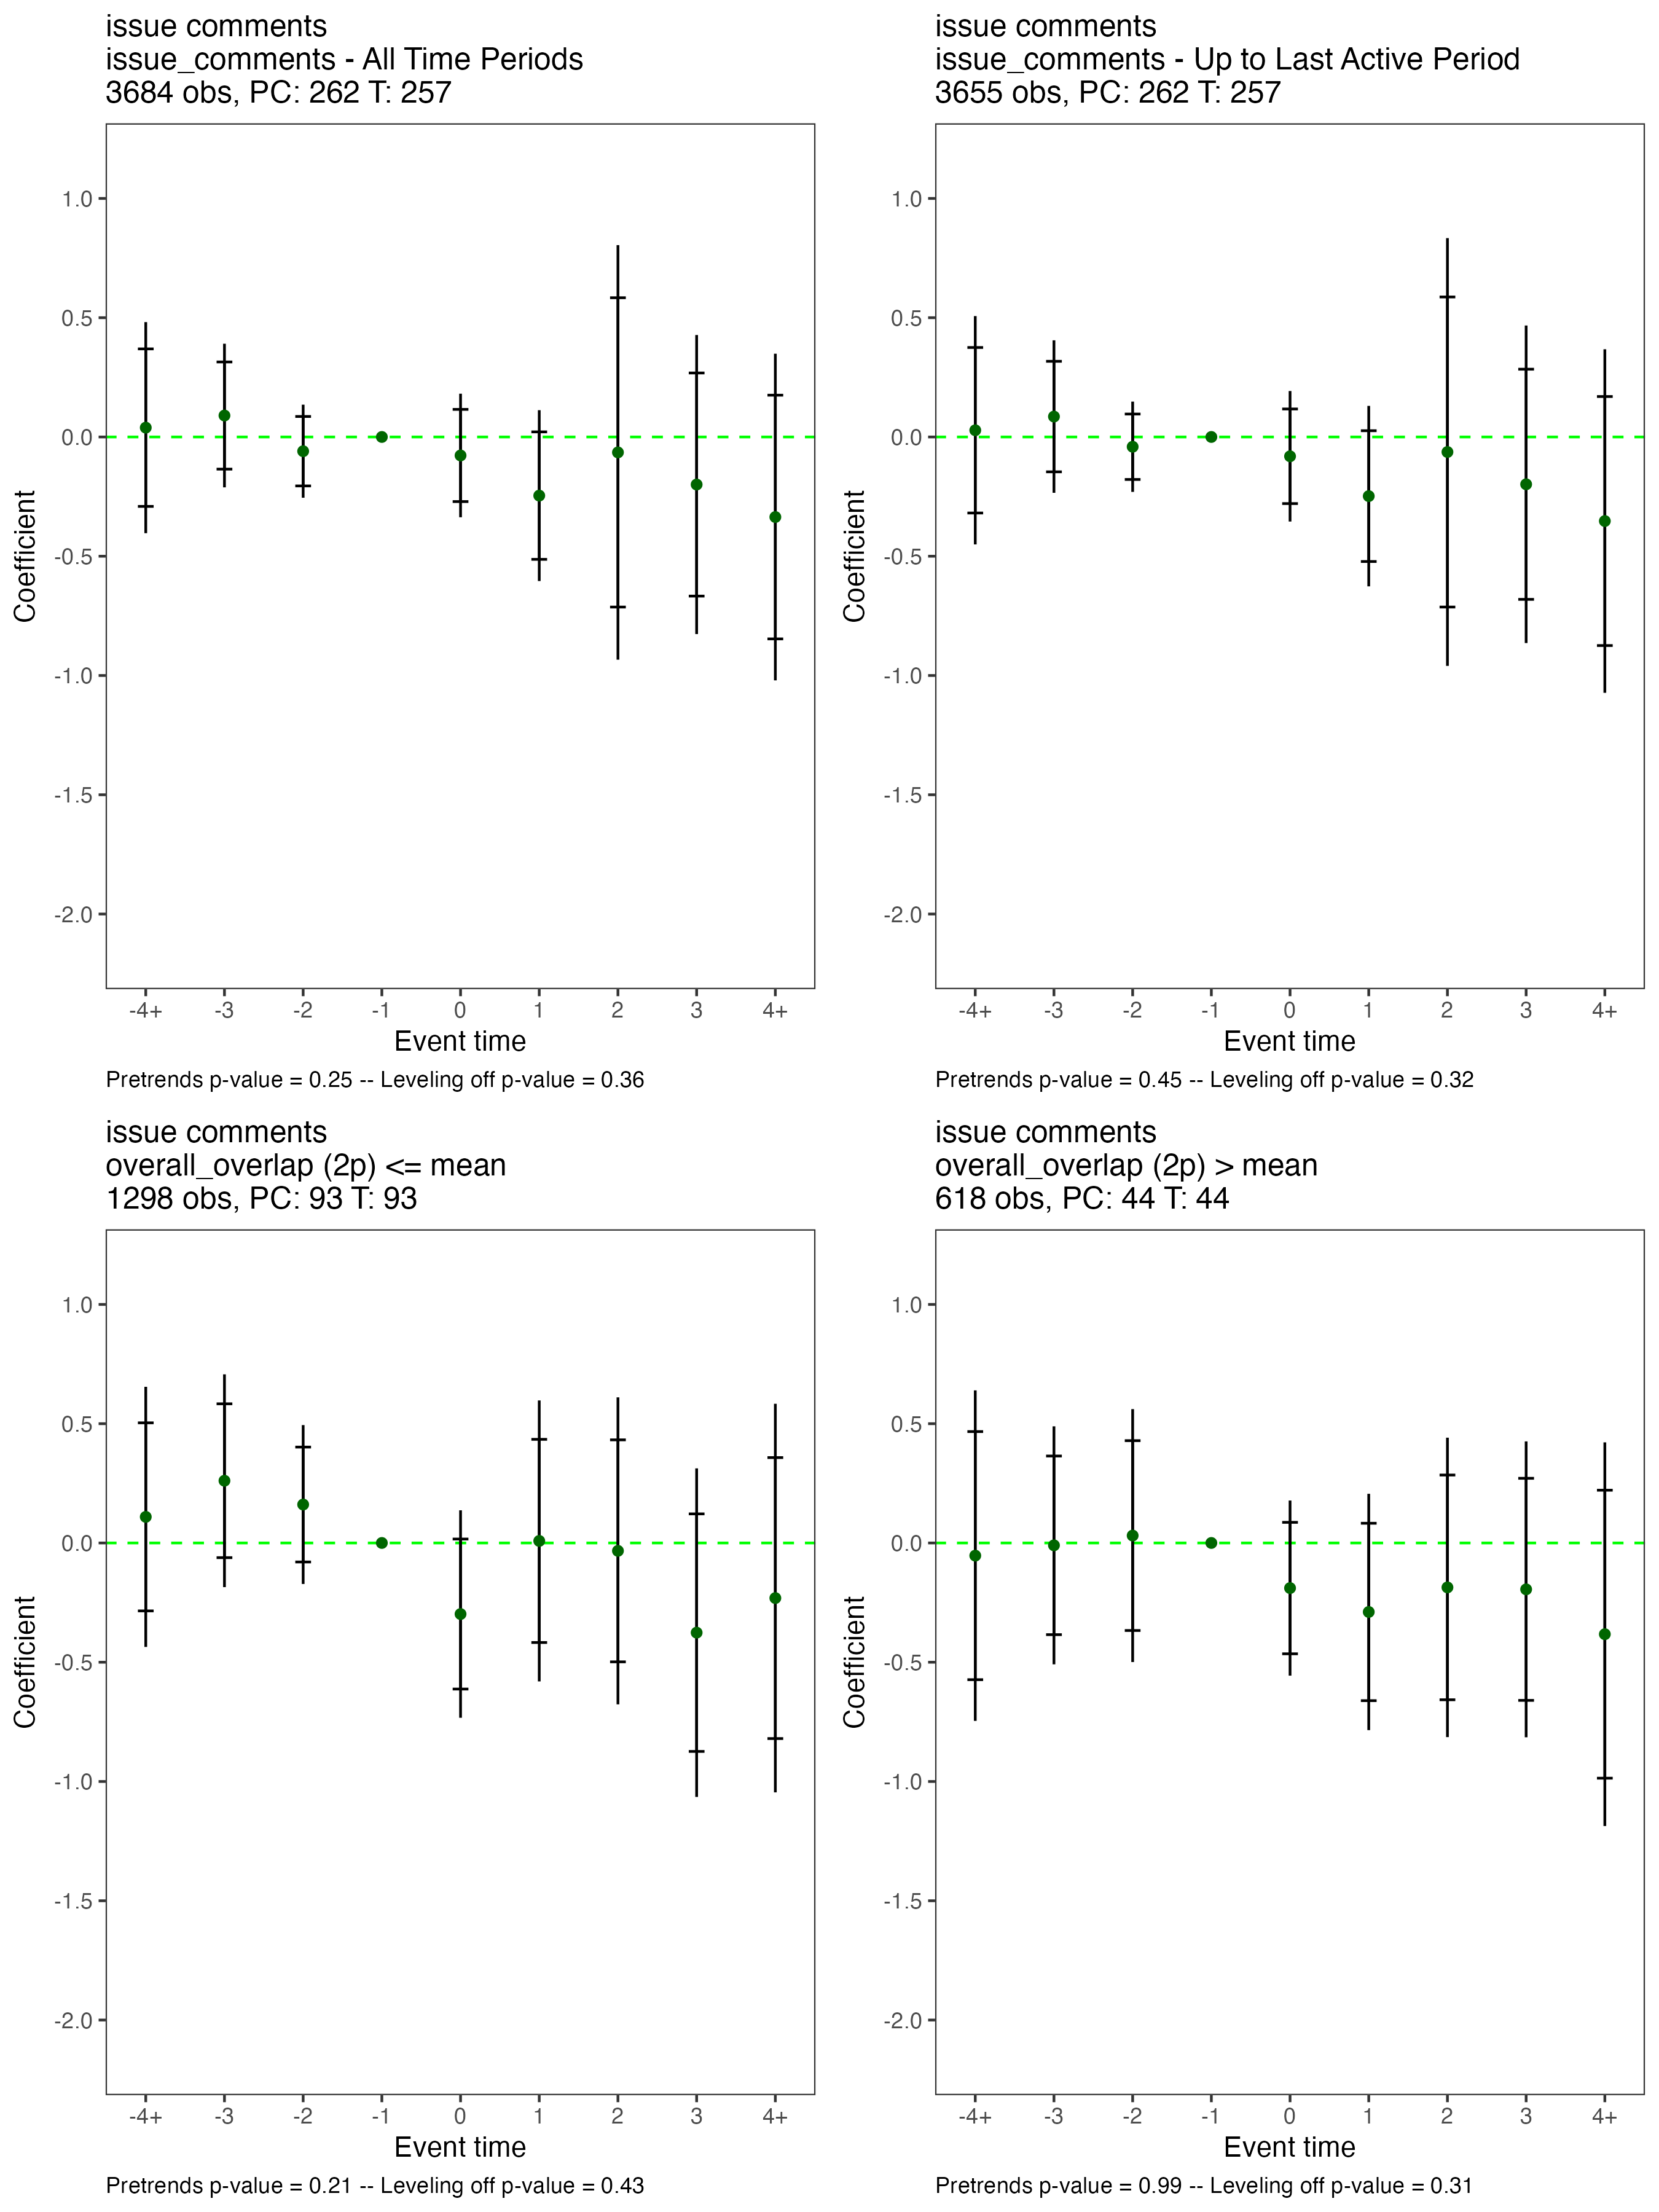 issue comments
issue_comments - All Time Periods
3684 obs, PC: 262 T: 257
1.0
0.5
0.0
-0.5
-1.0
-1.5
-2.0
Coefficient
-4+ -3 -2 -1 0 1 2 3 4+
Event time
Pretrends p-value = 0.25 -- Leveling off p-value = 0.36
issue comments
issue_comments - Up to Last Active Period
3655 obs, PC: 262 T: 257
1.0
0.5
0.0
-0.5
-1.0
-1.5
-2.0
Coefficient
-4+ -3 -2 -1 0 1 2 3 4+
Event time
Pretrends p-value = 0.45 -- Leveling off p-value = 0.32
issue comments
overall_overlap (2p) <= mean
1298 obs, PC: 93 T: 93
1.0
0.5
0.0
-0.5
-1.0
-1.5
-2.0
Coefficient
-4+ -3 -2 -1 0 1 2 3 4+
Event time
Pretrends p-value = 0.21 -- Leveling off p-value = 0.43
issue comments
overall_overlap (2p) > mean
618 obs, PC: 44 T: 44
1.0
0.5
0.0
-0.5
-1.0
-1.5
-2.0
Coefficient
-4+ -3 -2 -1 0 1 2 3 4+
Event time
Pretrends p-value = 0.99 -- Leveling off p-value = 0.31